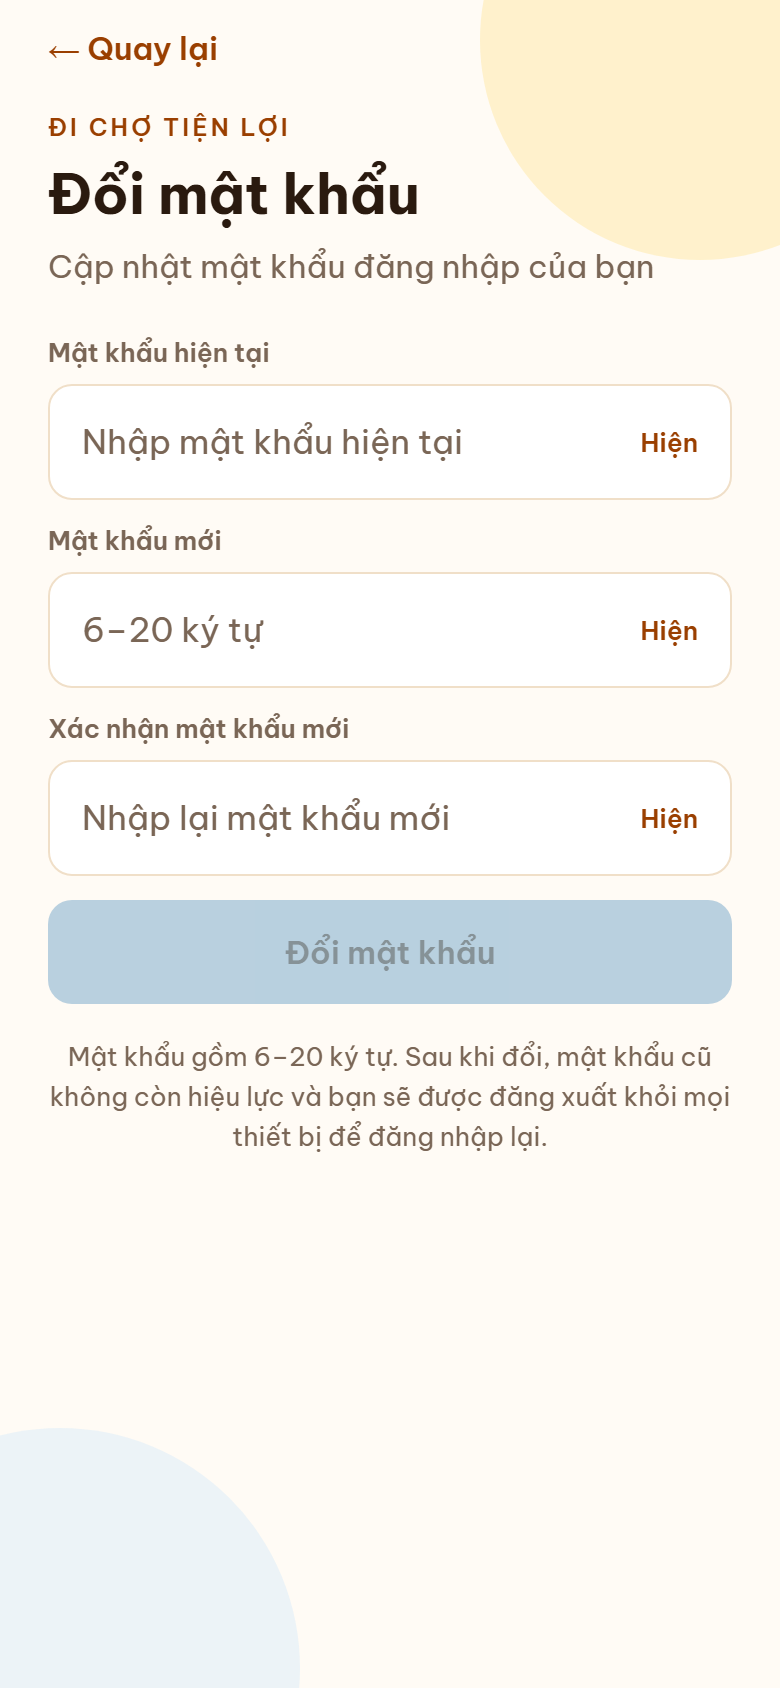 ← Quay lại
ĐI CHỢ TIỆN LỢI
Đổi mật khẩu
Cập nhật mật khẩu đăng nhập của bạn
Mật khẩu hiện tại
Nhập mật khẩu hiện tại Hiện
Mật khẩu mới
6–20 ký tự Hiện
Xác nhận mật khẩu mới
Nhập lại mật khẩu mới Hiện
Đổi mật khẩu
Mật khẩu gồm 6–20 ký tự. Sau khi đổi, mật khẩu cũ
không còn hiệu lực và bạn sẽ được đăng xuất khỏi mọi
thiết bị để đăng nhập lại.